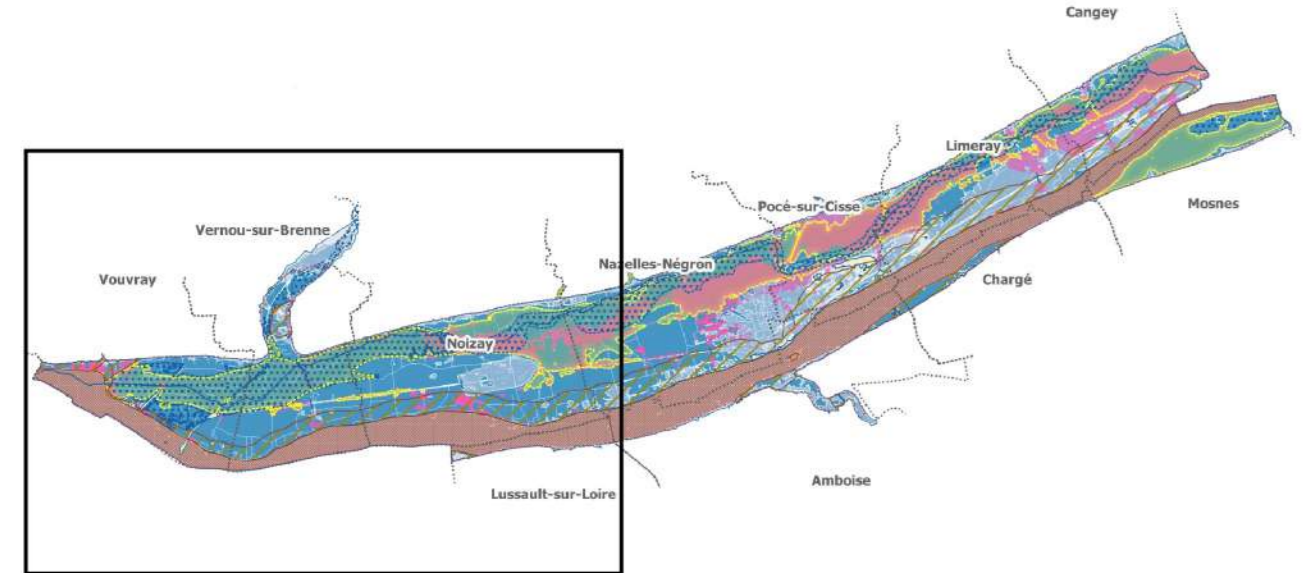 Cangey
Limeray
Pocé-sur-Cisse
Mosnes
Vernou-sur-Brenne
Nazelles-Négron
Vouvray
Chargé
Noizay
Amboise
Lussault-sur-Loire